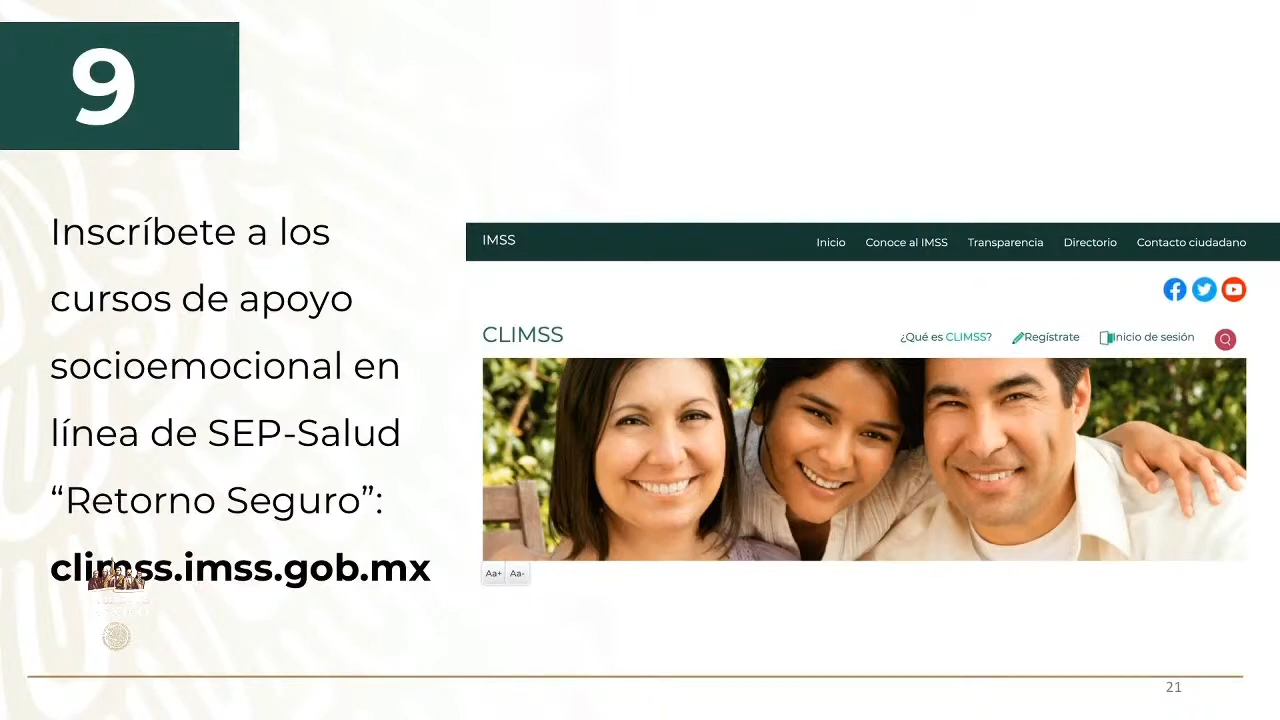 9
Inscríbete a los
cursos de apoyo
socioemocional en
línea de SEP-Salud
“Retorno Seguro”:
climss.imss.gob.mx
IMSS
Inicio Conoce al IMSS Transparencia Directorio Contacto ciudadano
CLIMSS
¿Qué es CLIMSS? Regístrate Inicio de sesión
Aa+ Aa-
21